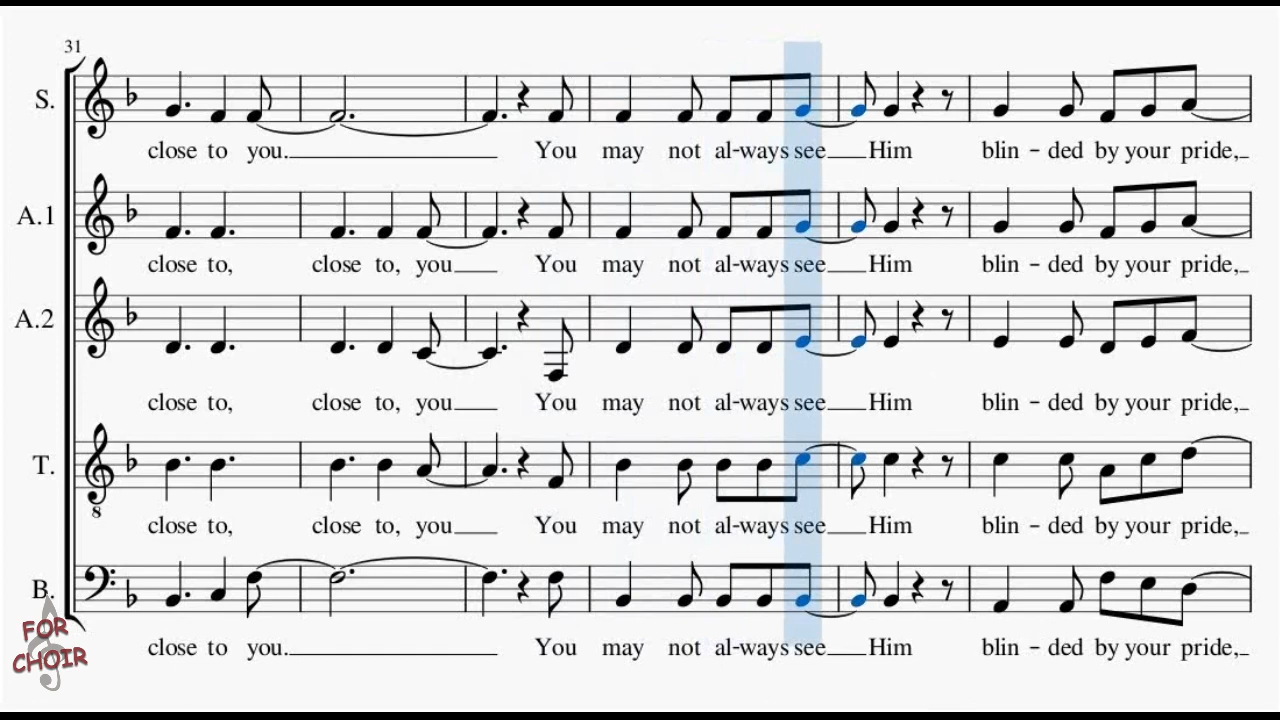 31
S.
close to you. You may not al-ways see Him blin - ded by your pride,
A.1
close to, close to, you You may not al-ways see Him blin - ded by your pride,
A.2
close to, close to, you You may not al-ways see Him blin - ded by your pride,
T.
8
close to, close to, you You may not al-ways see Him blin - ded by your pride,
B.
close to you. You may not al-ways see Him blin - ded by your pride,
FOR
CHOIR